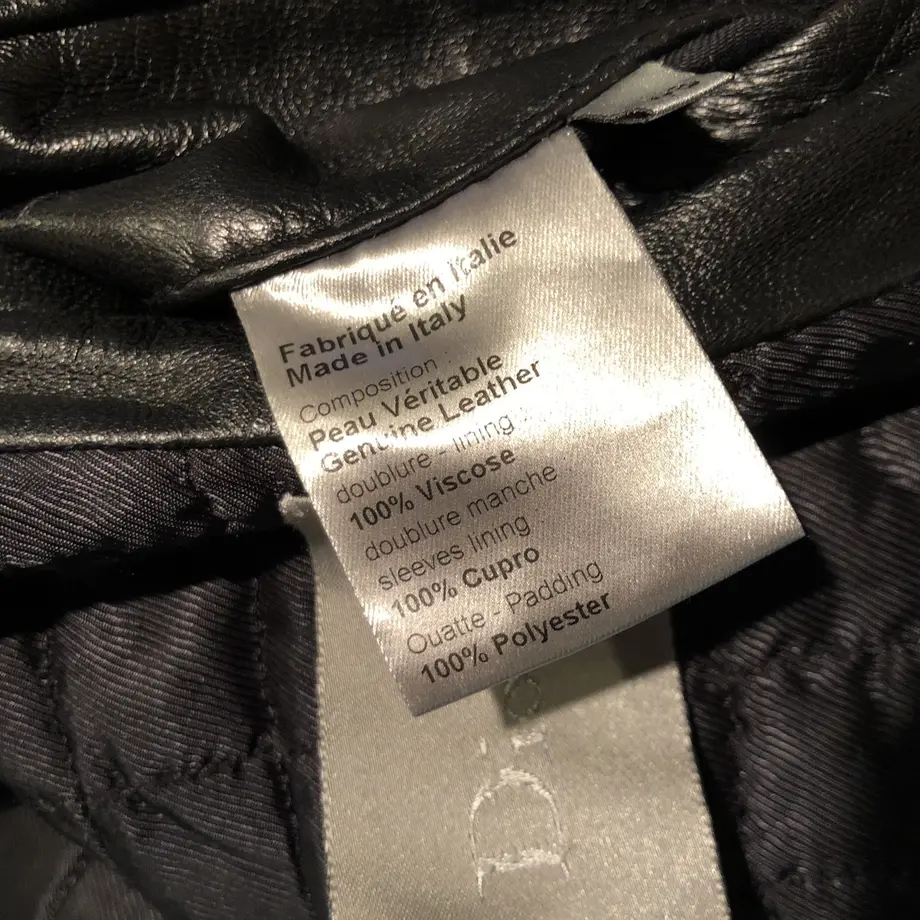 Fabriqué en Italie
Made in Italy
Composition :
Peau Véritable
Genuine Leather
doublure - lining :
100% Viscose
doublure manche
sleeves lining :
100% Cupro
Ouatte - Padding
100% Polyester